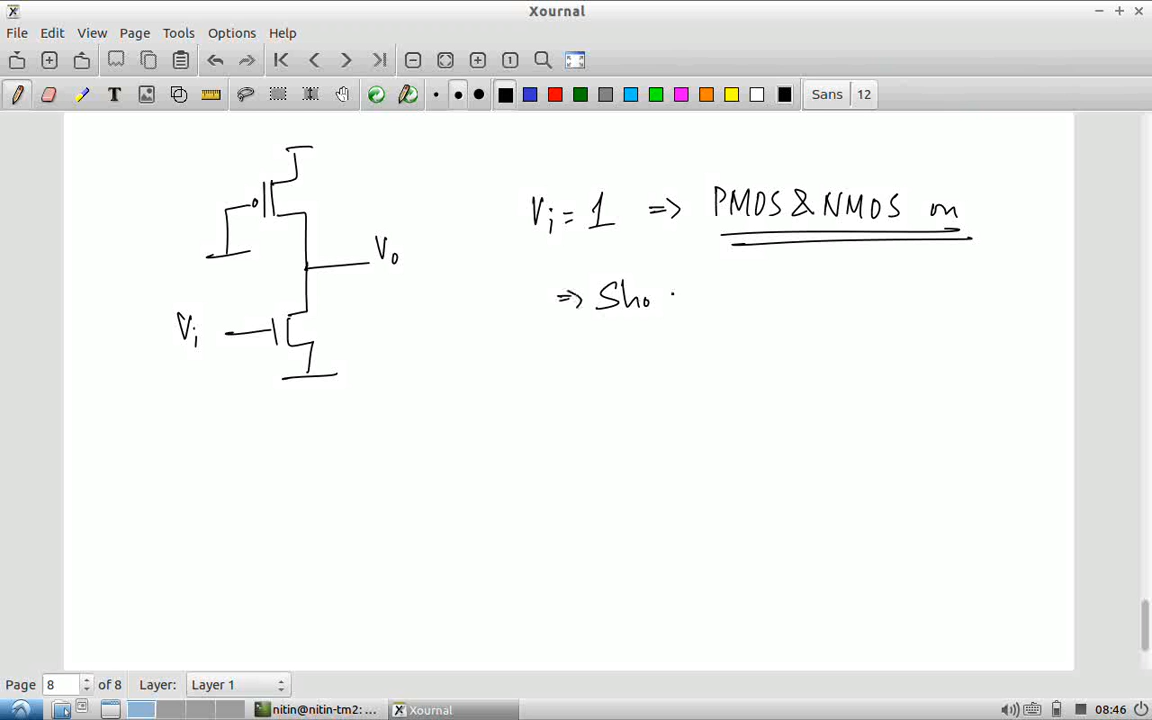 Xournal
File Edit View Page Tools Options Help
Sans 12
Vo
Vi
Vi = 1 => PMOS & NMOS on
=> Sho
Page 8 of 8 Layer: Layer 1
nitin@nitin-tm2: ... Xournal 08:46